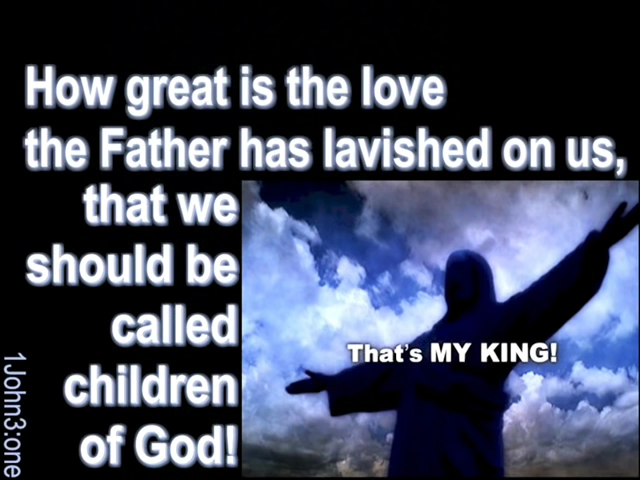 How great is the love
the Father has lavished on us,
that we
should be
called
children
of God!
That's MY KING!
1John3:one